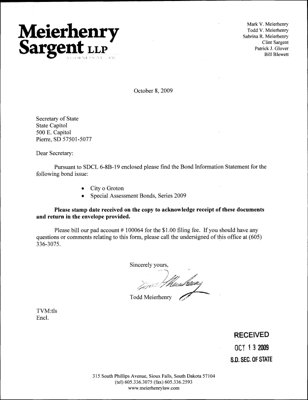 Meierhenry
Sargent LLP
Mark V. Meierhenry
Todd V. Meierhenry
Sabrina R. Meierhenry
Clint Sargent
Patrick J. Glover
Bill Blewett
October 8, 2009
Secretary of State
State Capitol
500 E. Capitol
Pierre, SD 57501-5077
Dear Secretary:
Pursuant to SDCL 6-8B-19 enclosed please find the Bond Information Statement for the
following bond issue:
• City o Groton
• Special Assessment Bonds, Series 2009
Please stamp date received on the copy to acknowledge receipt of these documents
and return in the envelope provided.
Please bill our pad account # 100064 for the $1.00 filing fee. If you should have any
questions or comments relating to this form, please call the undersigned of this office at (605)
336-3075.
Sincerely yours,
Todd Meierhenry
TVM:tls
Encl.
RECEIVED
OCT 13 2009
S.D. SEC. OF STATE
315 South Phillips Avenue, Sioux Falls, South Dakota 57104
(tel) 605.336.3075 (fax) 605.336.2593
www.meierhenrylaw.com